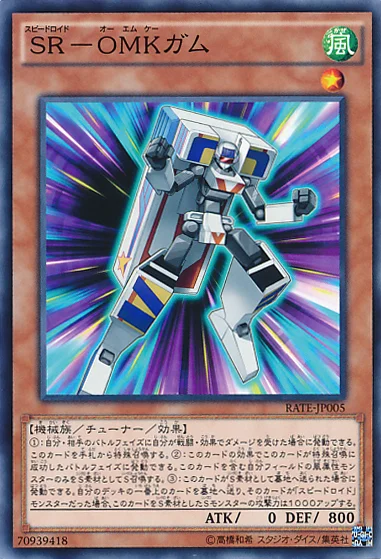 スピードロイド オーエムケー
SR－OMKガム
風
かぜ
RATE-JP005
【機械族／チューナー／効果】
①：自分・相手のバトルフェイズに自分が戦闘・効果でダメージを受けた場合に発動できる。
このカードを手札から特殊召喚する。②：このカードの効果でこのカードが特殊召喚
に成功したバトルフェイズに発動できる。このカードを含む自分フィールドの風属性モン
スターのみをS素材としてS召喚する。③：このカードがS素材として墓地へ送られた場合に
発動できる。自分のデッキの一番上のカードを墓地へ送り、そのカードが「スピードロイド」
モンスターだった場合、このカードをS素材としたSモンスターの攻撃力は1000アップする。
ATK/ 0 DEF/ 800
70939418
©高橋和希 スタジオ・ダイス/集英社